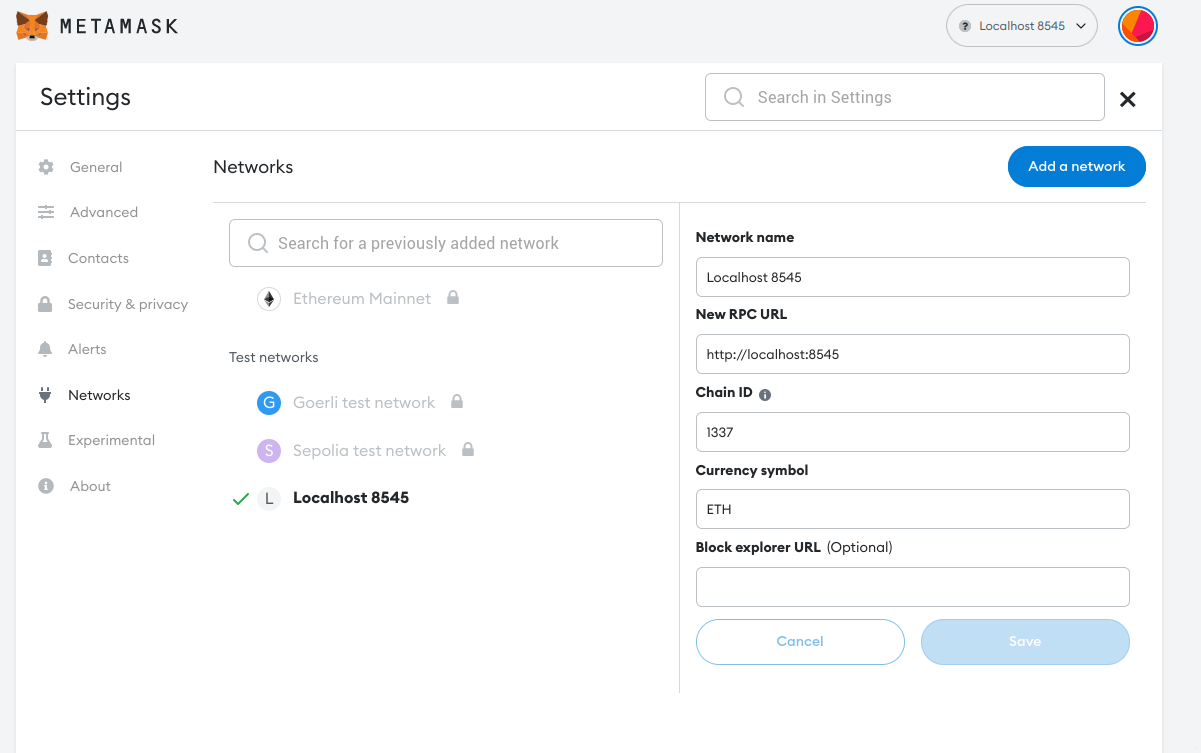 METAMASK
? Localhost 8545
Settings
Search in Settings
General
Advanced
Contacts
Security & privacy
Alerts
Networks
Experimental
About
Networks
Add a network
Search for a previously added network
Ethereum Mainnet
Test networks
G Goerli test network
S Sepolia test network
L Localhost 8545
Network name
Localhost 8545
New RPC URL
http://localhost:8545
Chain ID
1337
Currency symbol
ETH
Block explorer URL (Optional)
Cancel
Save